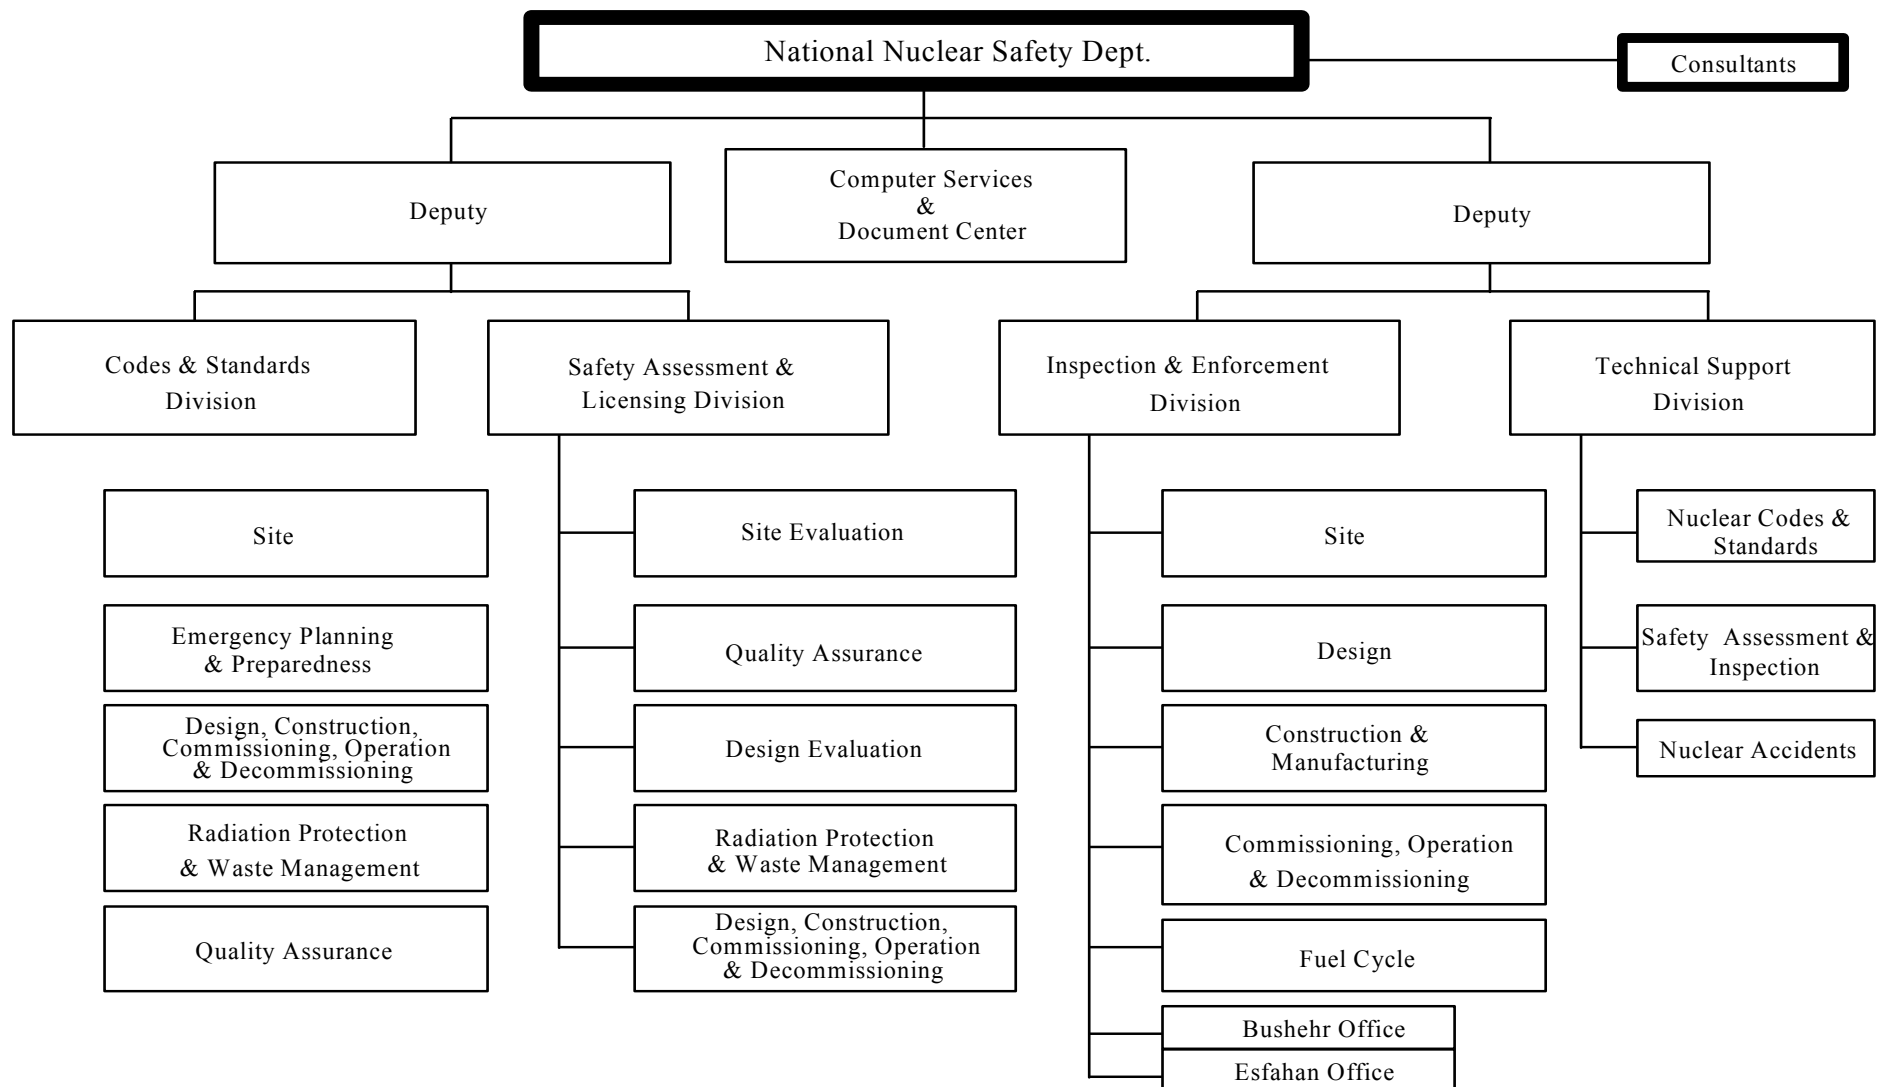 National Nuclear Safety Dept.
Consultants
Deputy
Computer Services
&
Document Center
Deputy
Codes & Standards
Division
Safety Assessment &
Licensing Division
Inspection & Enforcement
Division
Technical Support
Division
Site
Emergency Planning
& Preparedness
Design, Construction,
Commissioning, Operation
& Decommissioning
Radiation Protection
& Waste Management
Quality Assurance
Site Evaluation
Quality Assurance
Design Evaluation
Radiation Protection
& Waste Management
Design, Construction,
Commissioning, Operation
& Decommissioning
Site
Design
Construction &
Manufacturing
Commissioning, Operation
& Decommissioning
Fuel Cycle
Bushehr Office
Esfahan Office
Nuclear Codes &
Standards
Safety Assessment &
Inspection
Nuclear Accidents